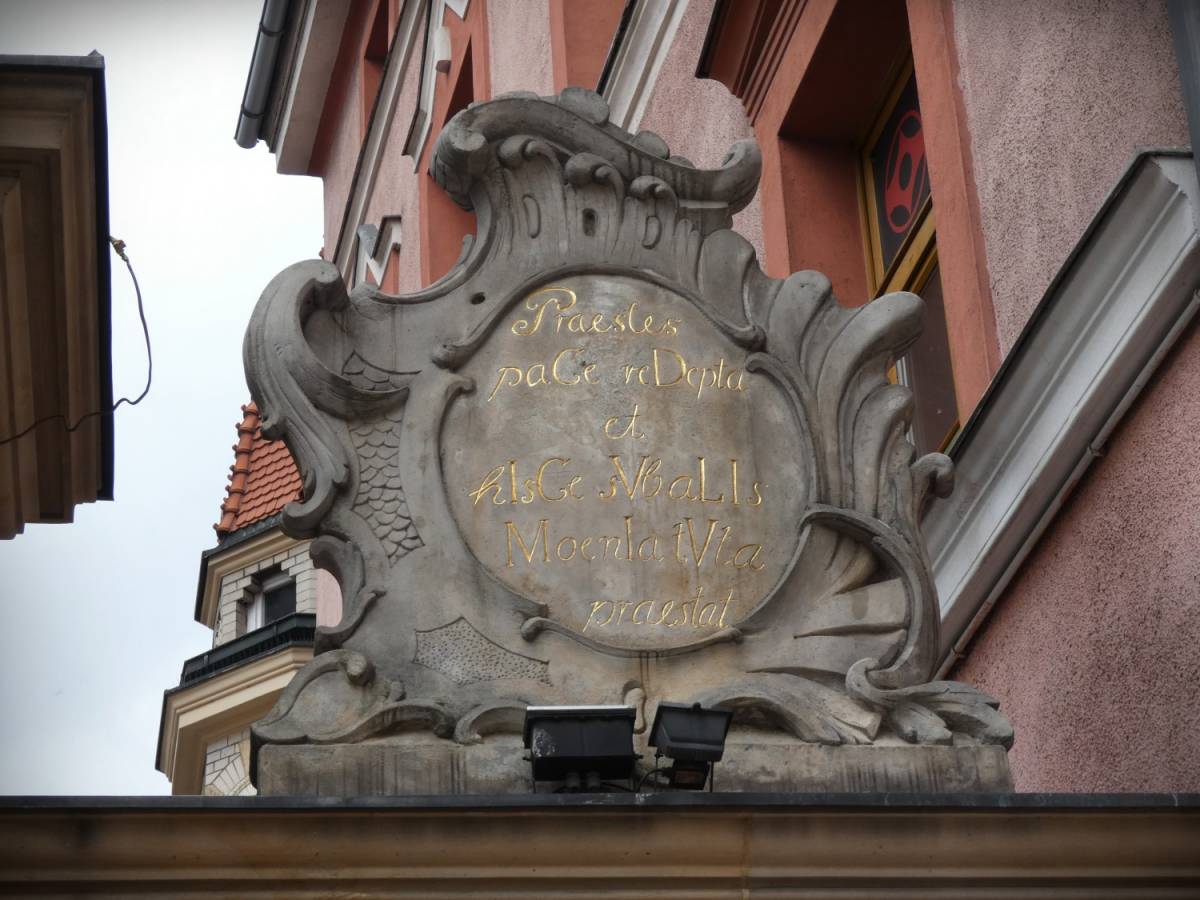 Praestes
paCe reDepta
et
hIsCe sVbaLIs
MoenIa tVta
praestat